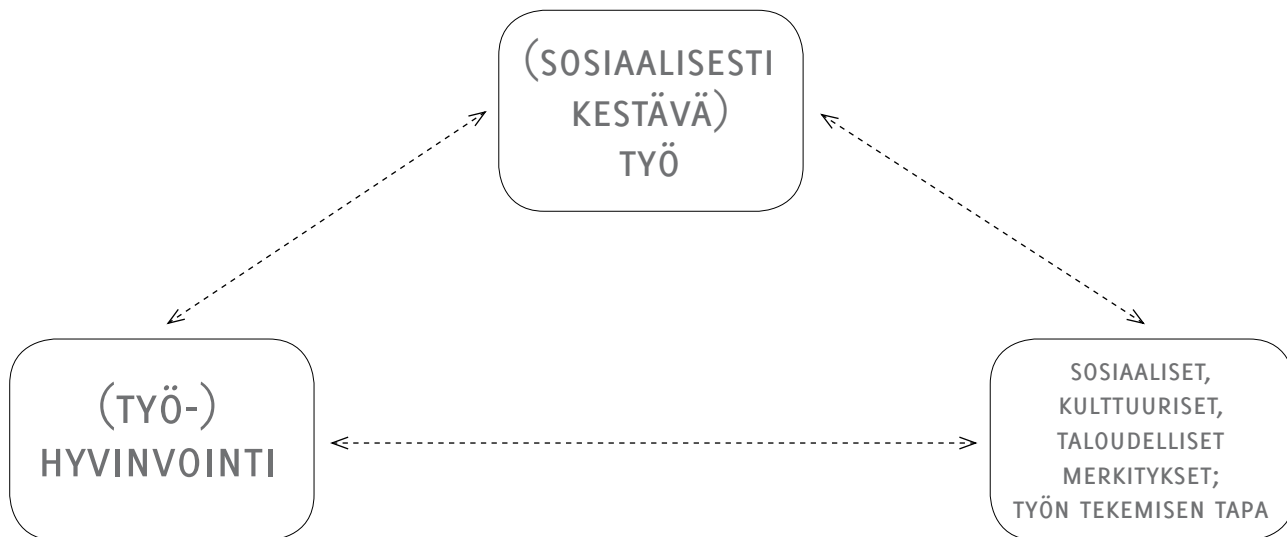 (SOSIAALISESTI
KESTÄVÄ)
TYÖ
(TYÖ-)
HYVINVOINTI
SOSIAALISET,
KULTTUURISET,
TALOUDELLISET
MERKITYKSET;
TYÖN TEKEMISEN TAPA